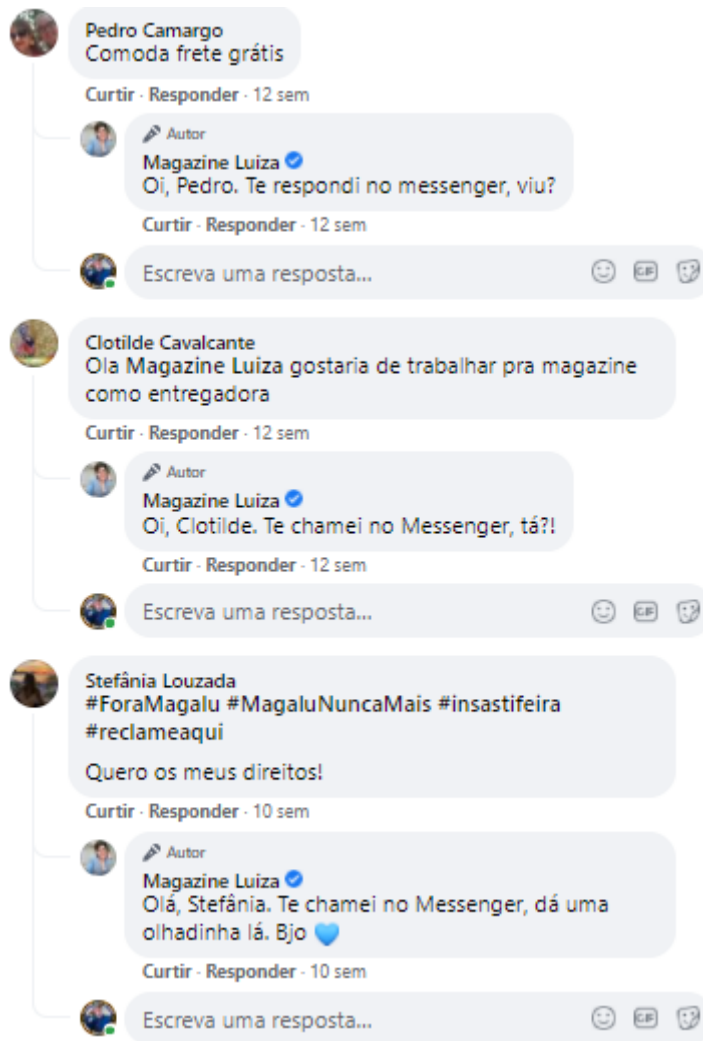 Pedro Camargo
Comoda frete grátis
Curtir · Responder · 12 sem
Autor
Magazine Luiza
Oi, Pedro. Te respondi no messenger, viu?
Curtir · Responder · 12 sem
Escreva uma resposta...
GIF
Clotilde Cavalcante
Ola Magazine Luiza gostaria de trabalhar pra magazine
como entregadora
Curtir · Responder · 12 sem
Autor
Magazine Luiza
Oi, Clotilde. Te chamei no Messenger, tá?!
Curtir · Responder · 12 sem
Escreva uma resposta...
GIF
Stefânia Louzada
#ForaMagalu #MagaluNuncaMais #insastifeira
#reclameaqui
Quero os meus direitos!
Curtir · Responder · 10 sem
Autor
Magazine Luiza
Olá, Stefânia. Te chamei no Messenger, dá uma
olhadinha lá. Bjo 💙
Curtir · Responder · 10 sem
Escreva uma resposta...
GIF